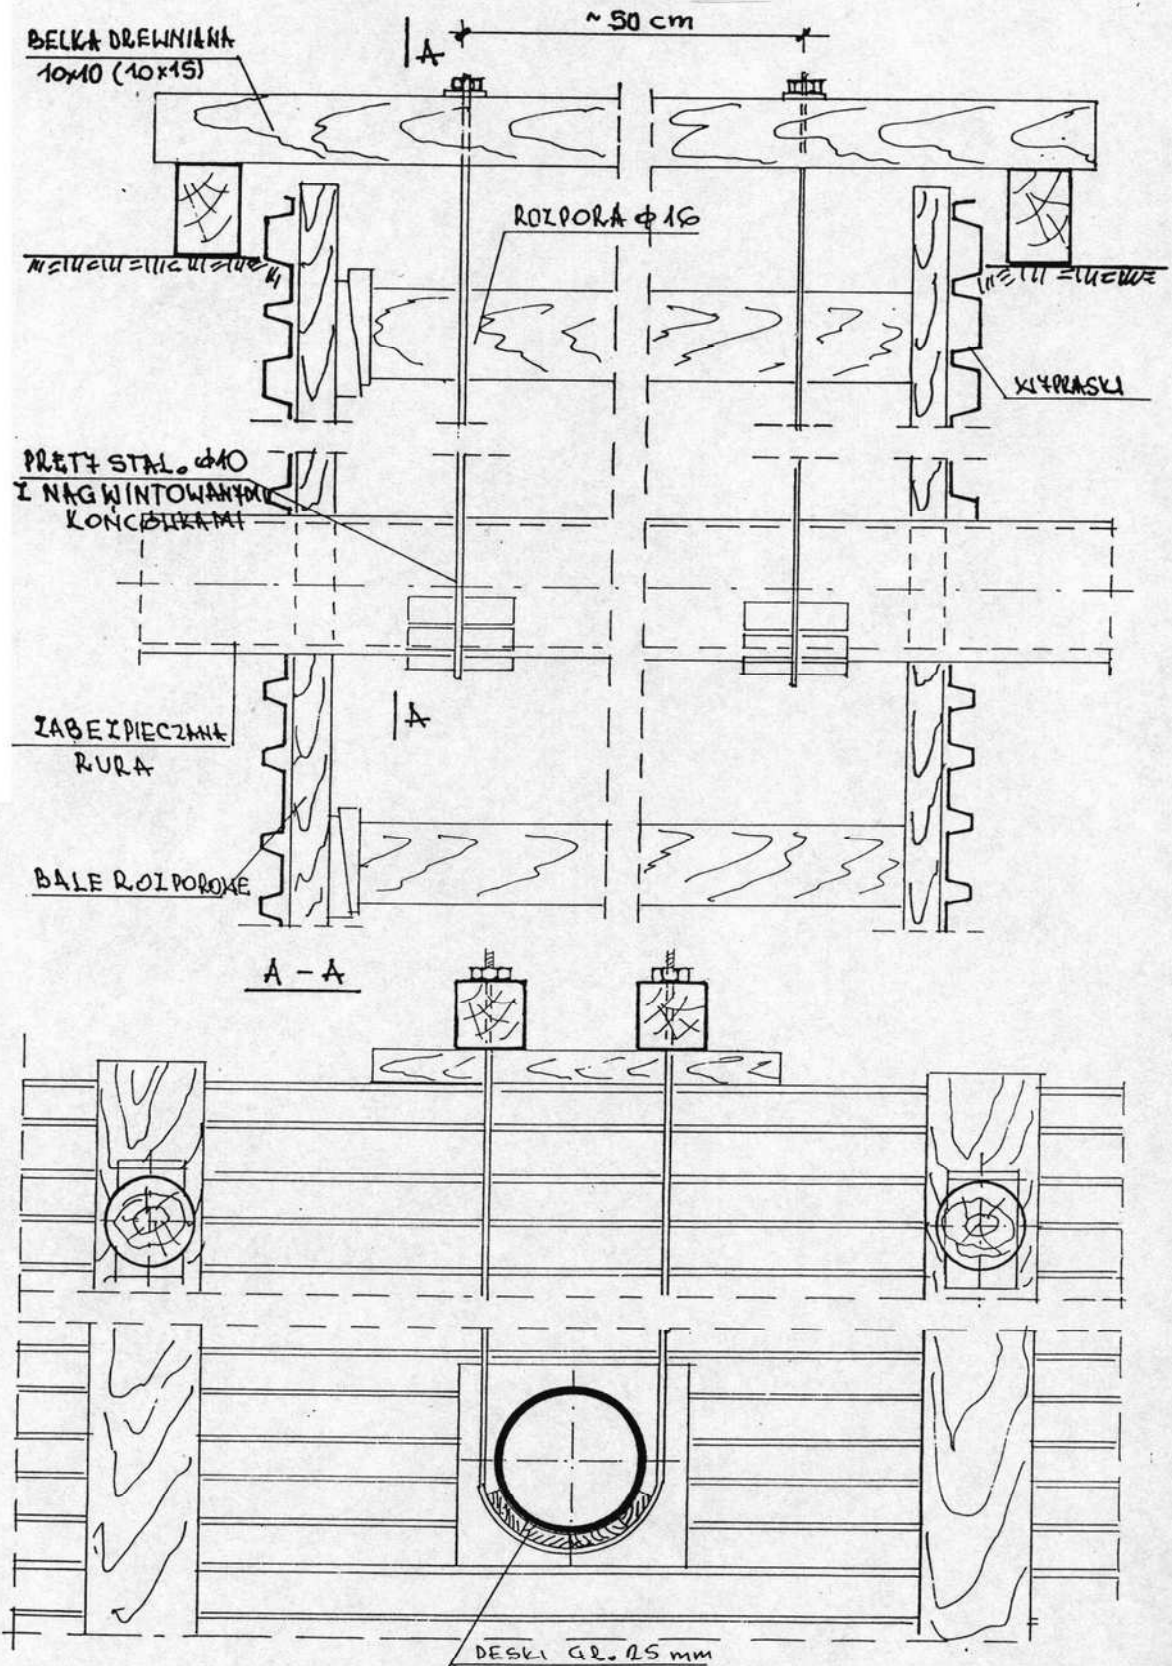 ~50 cm
BELKA DREWNIANA
10x10 (10x15)
A
ROZPORA ϕ 16
WYPRASKI
PRĘTY STAL. ϕ10
Z NAGWINTOWANYMI
KOŃCÓWKAMI
A
ZABEZPIECZANA
RURA
BALE ROZPOROWE
A - A
DESKI GR. 25 mm